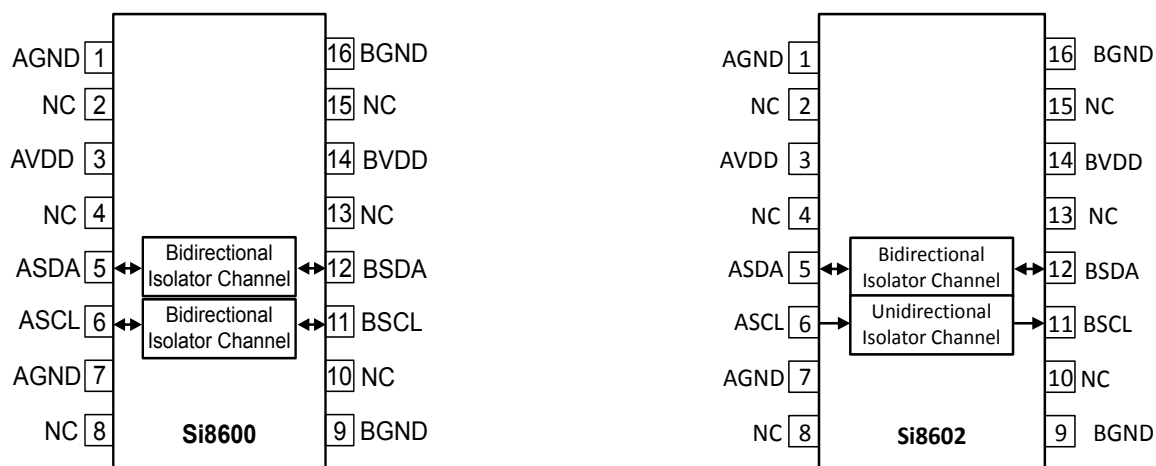 AGND 1 16 BGND
NC 2 15 NC
AVDD 3 14 BVDD
NC 4 13 NC
ASDA 5 Bidirectional Isolator Channel 12 BSDA
ASCL 6 Bidirectional Isolator Channel 11 BSCL
AGND 7 10 NC
NC 8 Si8600 9 BGND
AGND 1 16 BGND
NC 2 15 NC
AVDD 3 14 BVDD
NC 4 13 NC
ASDA 5 Bidirectional Isolator Channel 12 BSDA
ASCL 6 Unidirectional Isolator Channel 11 BSCL
AGND 7 10 NC
NC 8 Si8602 9 BGND